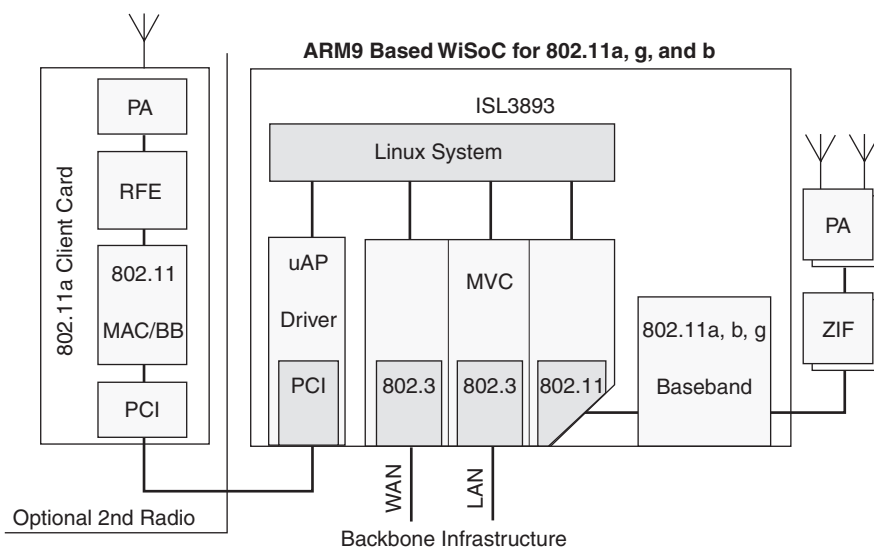 ARM9 Based WiSoC for 802.11a, g, and b
ISL3893
Linux System
802.11a Client Card
PA
RFE
802.11
MAC/BB
PCI
uAP
Driver
PCI
MVC
802.3
802.3
802.11
802.11a, b, g
Baseband
PA
ZIF
WAN
LAN
Optional 2nd Radio
Backbone Infrastructure